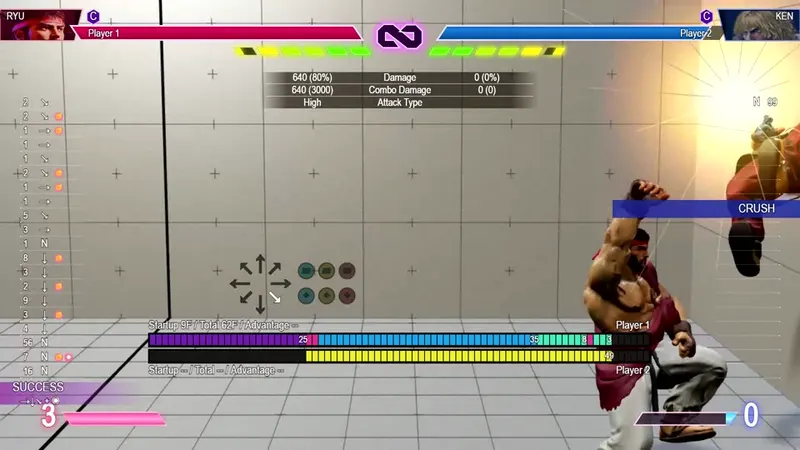 RYU
C
Player 1
C
KEN
Player 2
640 (80%) Damage 0 (0%)
640 (3000) Combo Damage 0 (0)
High Attack Type
2
2
1
1
1
2
1
1
5
3
1 N
8
3
2
9
3
4
56 N
7 N
16 N
N 99
CRUSH
Startup 9F / Total 62F / Advantage -- Player 1
25 35 8 3
49
Startup -- / Total -- / Advantage -- Player 2
SUCCESS
3
0